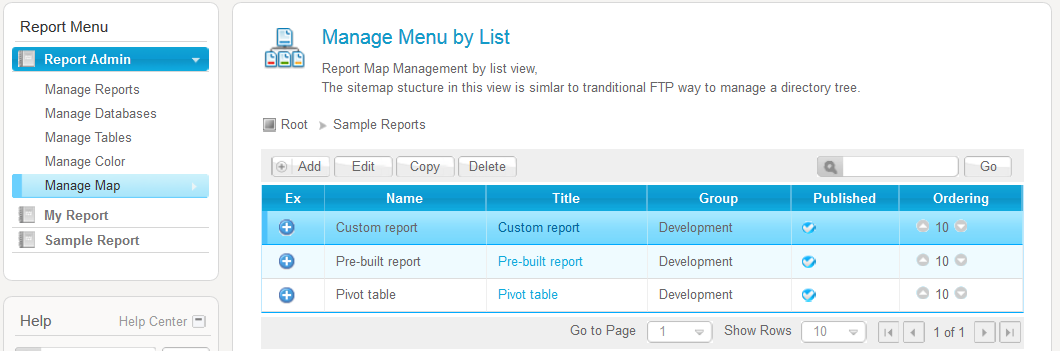 Report Menu
Report Admin
Manage Reports
Manage Databases
Manage Tables
Manage Color
Manage Map
My Report
Sample Report
Help Help Center
Manage Menu by List
Report Map Management by list view,
The sitemap stucture in this view is simlar to tranditional FTP way to manage a directory tree.
Root Sample Reports
Add Edit Copy Delete Go
Ex Name Title Group Published Ordering
Custom report Custom report Development 10
Pre-built report Pre-built report Development 10
Pivot table Pivot table Development 10
Go to Page 1 Show Rows 10 1 of 1